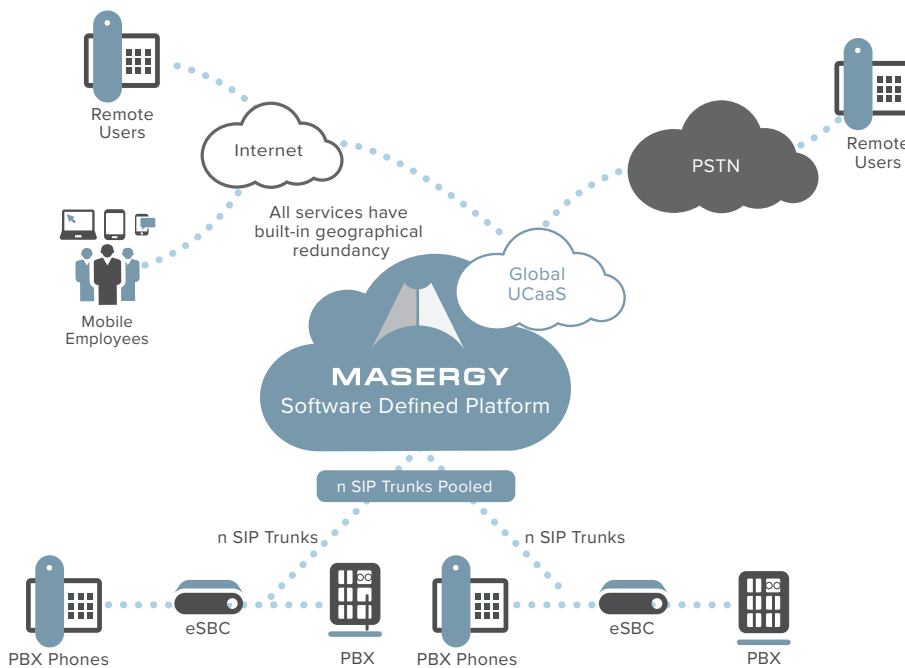 Remote
Users
Internet
PSTN
Remote
Users
All services have
built-in geographical
redundancy
Global
UCaaS
Mobile
Employees
MASERGY
Software Defined Platform
n SIP Trunks Pooled
n SIP Trunks
n SIP Trunks
eSBC
eSBC
PBX Phones
PBX
PBX Phones
PBX